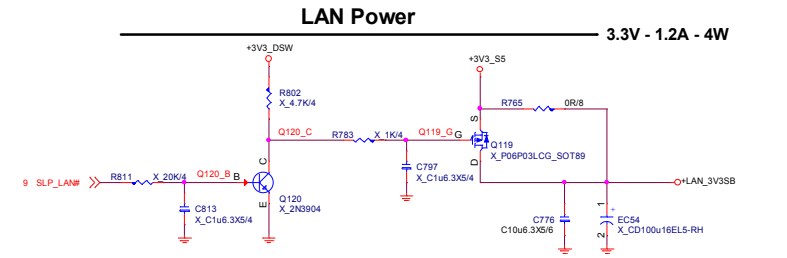 LAN Power
3.3V - 1.2A - 4W
+3V3_DSW
+3V3_S5
R802
X_4.7K/4
R765
0R/8
S
Q120_C
R783
X_1K/4
Q119_G
G
Q119
X_P06P03LCG_SOT89
D
C
C797
X_C1u6.3X5/4
9
SLP_LAN#
R811
X_20K/4
Q120_B
B
+LAN_3V3SB
E
Q120
X_2N3904
C813
X_C1u6.3X5/4
C776
C10u6.3X5/6
1
+
2
EC54
X_CD100u16EL5-RH